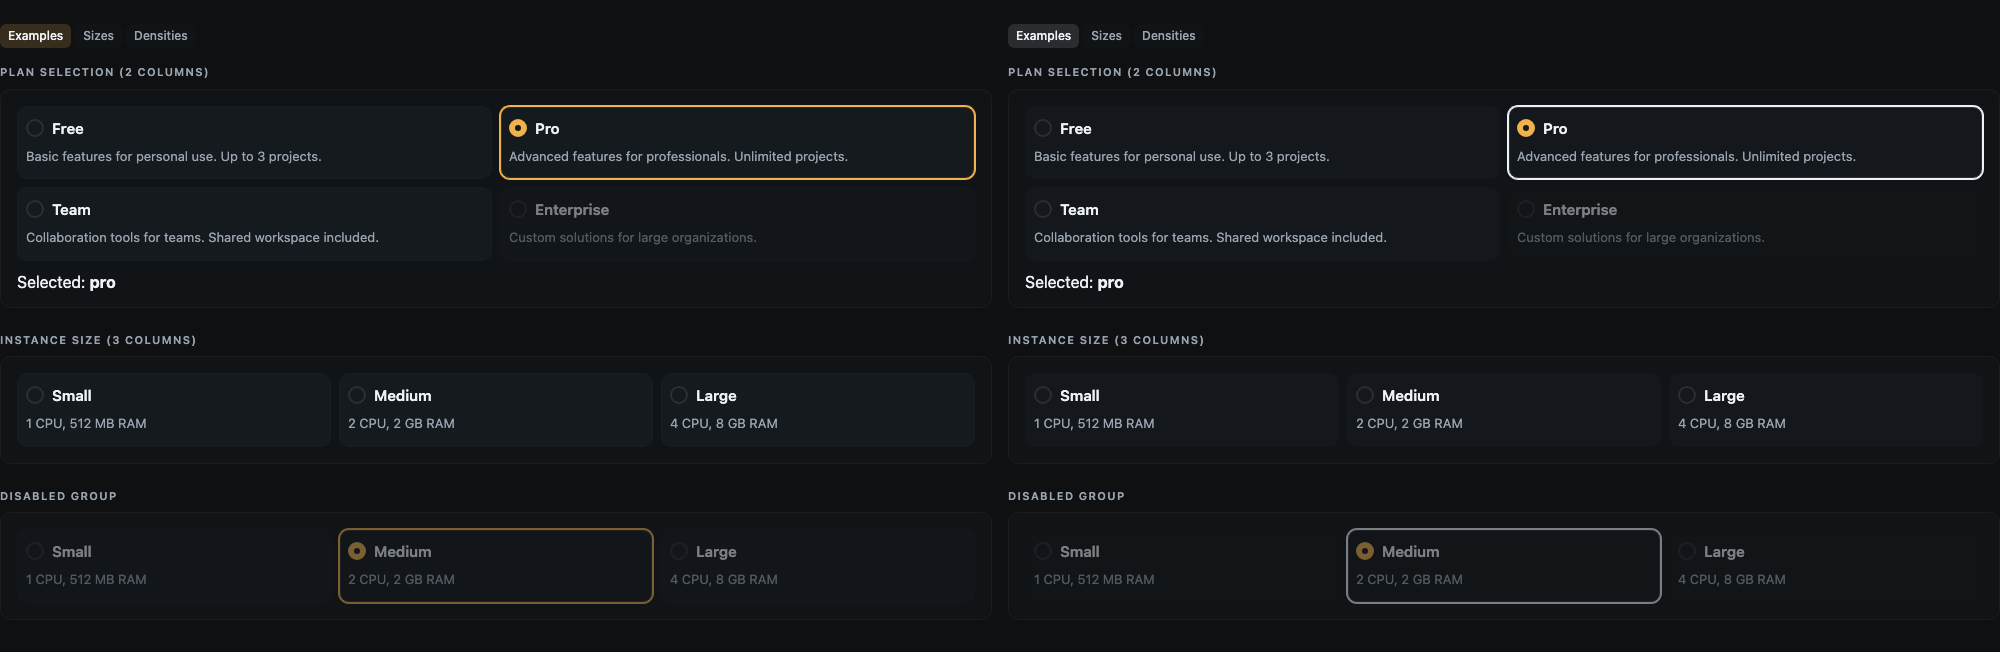 Examples Sizes Densities
PLAN SELECTION (2 COLUMNS)
Free
Basic features for personal use. Up to 3 projects.
Pro
Advanced features for professionals. Unlimited projects.
Team
Collaboration tools for teams. Shared workspace included.
Enterprise
Custom solutions for large organizations.
Selected: pro
INSTANCE SIZE (3 COLUMNS)
Small
1 CPU, 512 MB RAM
Medium
2 CPU, 2 GB RAM
Large
4 CPU, 8 GB RAM
DISABLED GROUP
Small
1 CPU, 512 MB RAM
Medium
2 CPU, 2 GB RAM
Large
4 CPU, 8 GB RAM
Examples Sizes Densities
PLAN SELECTION (2 COLUMNS)
Free
Basic features for personal use. Up to 3 projects.
Pro
Advanced features for professionals. Unlimited projects.
Team
Collaboration tools for teams. Shared workspace included.
Enterprise
Custom solutions for large organizations.
Selected: pro
INSTANCE SIZE (3 COLUMNS)
Small
1 CPU, 512 MB RAM
Medium
2 CPU, 2 GB RAM
Large
4 CPU, 8 GB RAM
DISABLED GROUP
Small
1 CPU, 512 MB RAM
Medium
2 CPU, 2 GB RAM
Large
4 CPU, 8 GB RAM